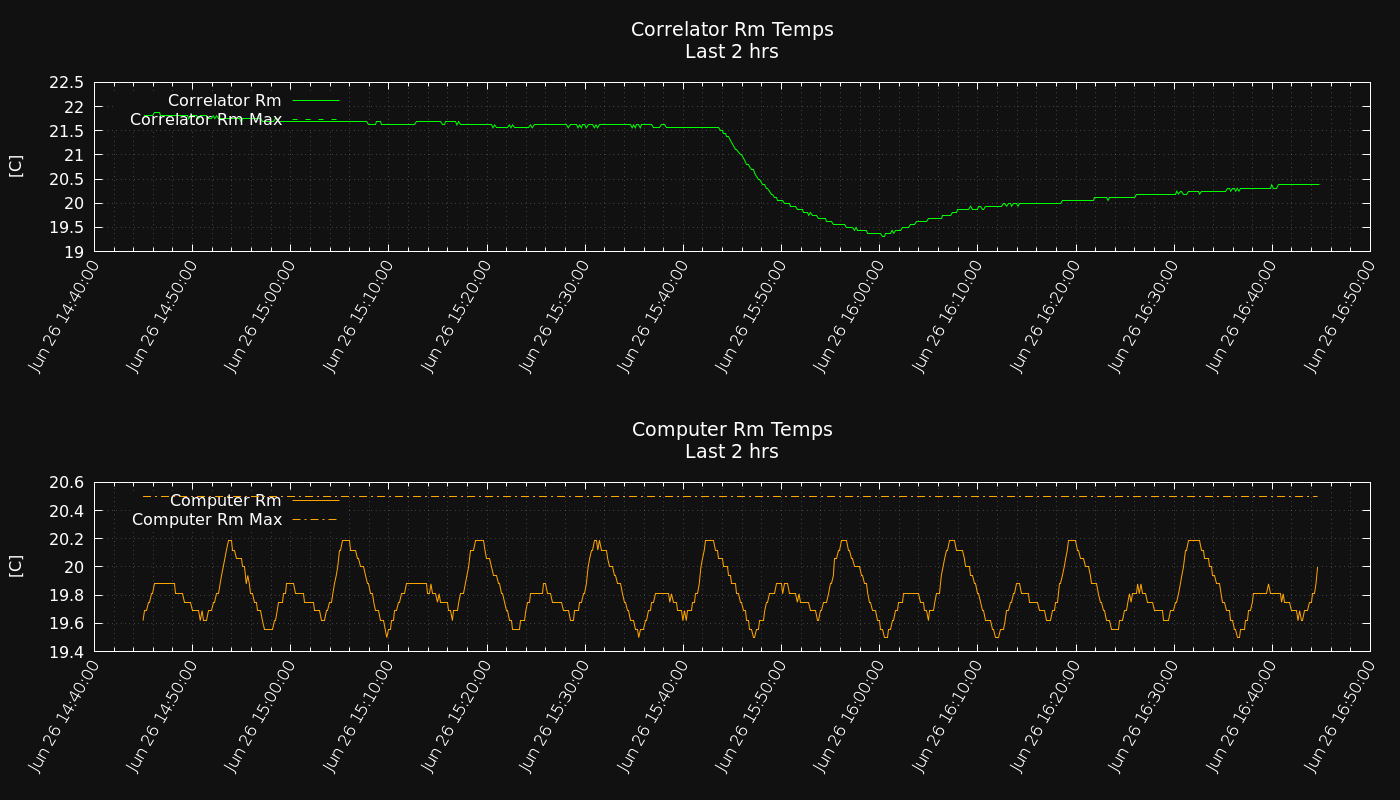 Correlator Rm Temps
Last 2 hrs
22.5
22
21.5
21
20.5
20
19.5
19
[C]
Correlator Rm
Correlator Rm Max
Jun 26 14:40:00
Jun 26 14:50:00
Jun 26 15:00:00
Jun 26 15:10:00
Jun 26 15:20:00
Jun 26 15:30:00
Jun 26 15:40:00
Jun 26 15:50:00
Jun 26 16:00:00
Jun 26 16:10:00
Jun 26 16:20:00
Jun 26 16:30:00
Jun 26 16:40:00
Jun 26 16:50:00
Computer Rm Temps
Last 2 hrs
20.6
20.4
20.2
20
19.8
19.6
19.4
[C]
Computer Rm
Computer Rm Max
Jun 26 14:40:00
Jun 26 14:50:00
Jun 26 15:00:00
Jun 26 15:10:00
Jun 26 15:20:00
Jun 26 15:30:00
Jun 26 15:40:00
Jun 26 15:50:00
Jun 26 16:00:00
Jun 26 16:10:00
Jun 26 16:20:00
Jun 26 16:30:00
Jun 26 16:40:00
Jun 26 16:50:00